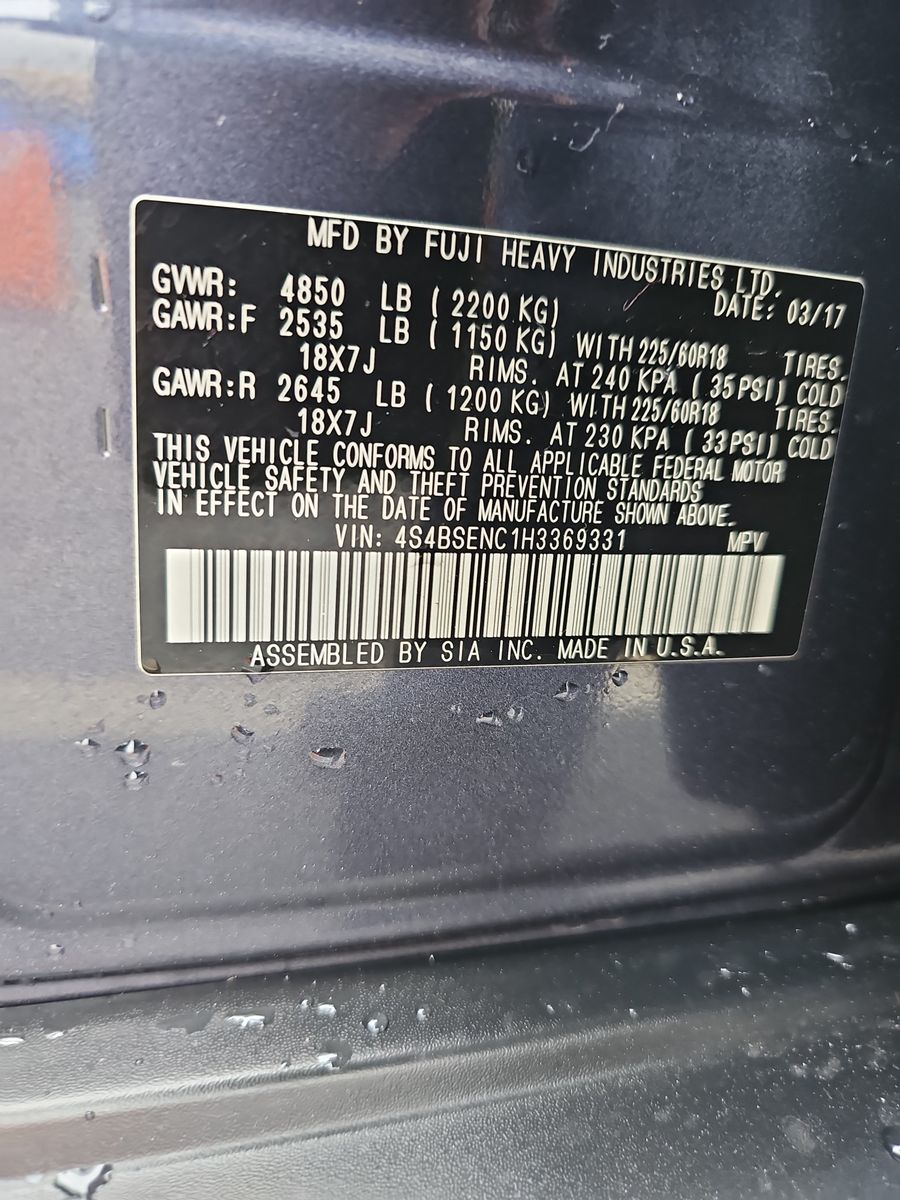 MFD BY FUJI HEAVY INDUSTRIES LTD.
DATE: 03/17
GVWR: 4850 LB ( 2200 KG)
GAWR:F 2535 LB ( 1150 KG) WITH 225/60R18 TIRES.
18X7J RIMS. AT 240 KPA ( 35PSI) COLD
GAWR:R 2645 LB ( 1200 KG) WITH 225/60R18 TIRES.
18X7J RIMS. AT 230 KPA ( 33PSI) COLD
THIS VEHICLE CONFORMS TO ALL APPLICABLE FEDERAL MOTOR
VEHICLE SAFETY AND THEFT PREVENTION STANDARDS
IN EFFECT ON THE DATE OF MANUFACTURE SHOWN ABOVE.
VIN: 4S4BSENC1H3369331 MPV
ASSEMBLED BY SIA INC. MADE IN U.S.A.